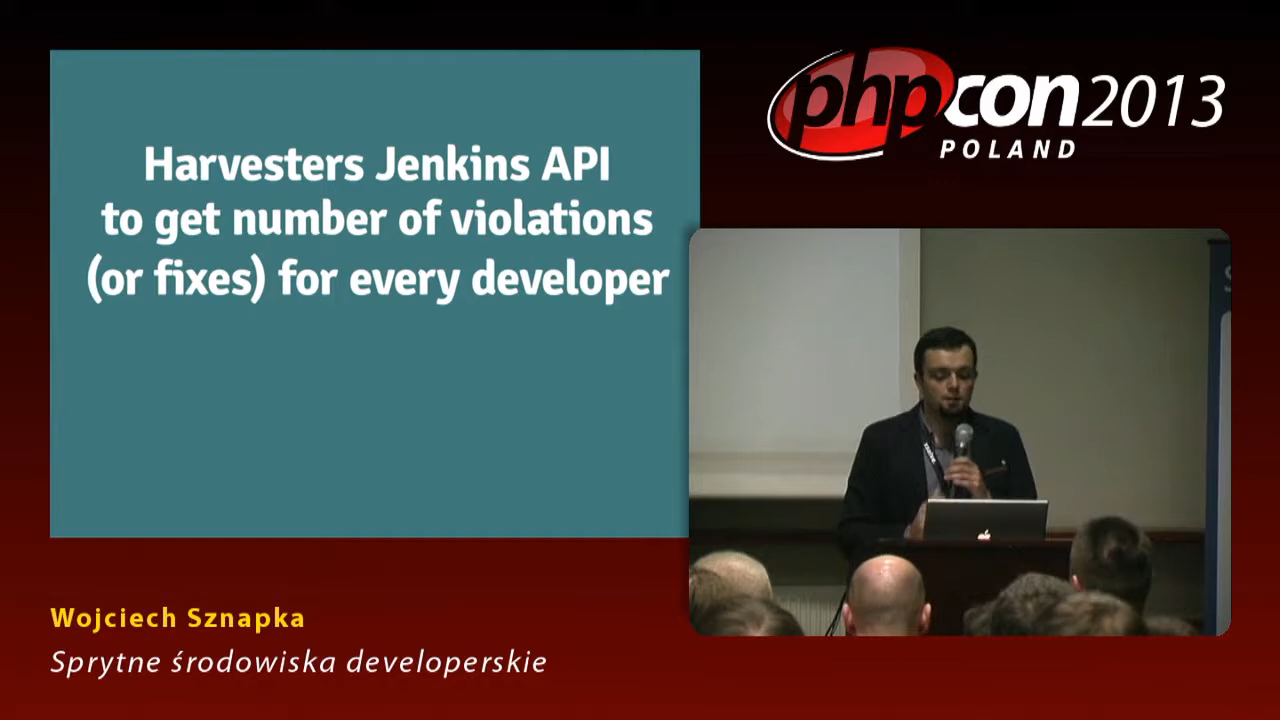 Harvesters Jenkins API
to get number of violations
(or fixes) for every developer
phpcon2013
POLAND
Wojciech Sznapka
Sprytne środowiska developerskie